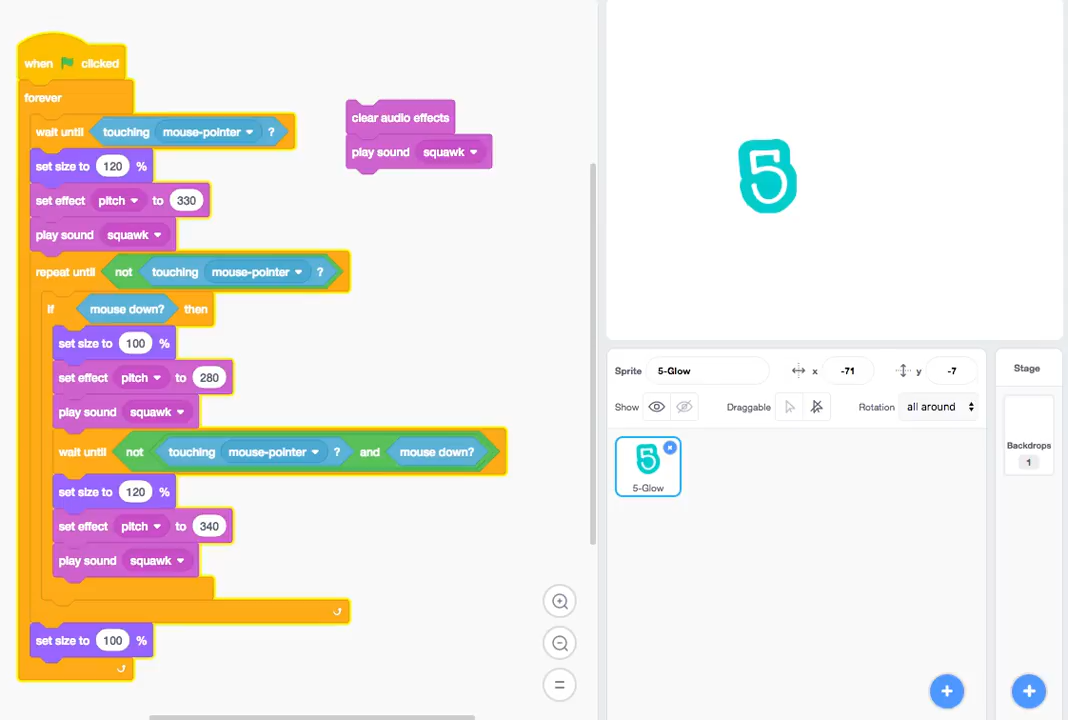 when clicked
forever
wait until touching mouse-pointer ?
set size to 120 %
set effect pitch to 330
play sound squawk
repeat until not touching mouse-pointer ?
if mouse down? then
set size to 100 %
set effect pitch to 280
play sound squawk
wait until not touching mouse-pointer ? and mouse down?
set size to 120 %
set effect pitch to 340
play sound squawk
set size to 100 %
clear audio effects
play sound squawk
5
Sprite 5-Glow x -71 y -7
Show Draggable Rotation all around
5
5-Glow
Stage
Backdrops
1